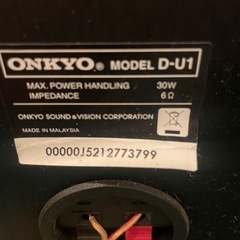 ONKYO® MODEL D-U1
MAX. POWER HANDLING 30W
IMPEDANCE 6Ω
ONKYO SOUND & VISION CORPORATION
MADE IN MALAYSIA
00000J5212773799